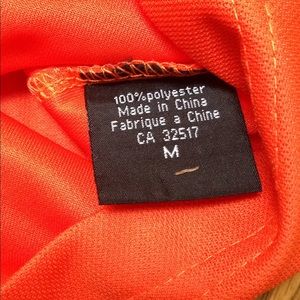 100%polyester
Made in China
Fabrique a Chine
CA 32517
M